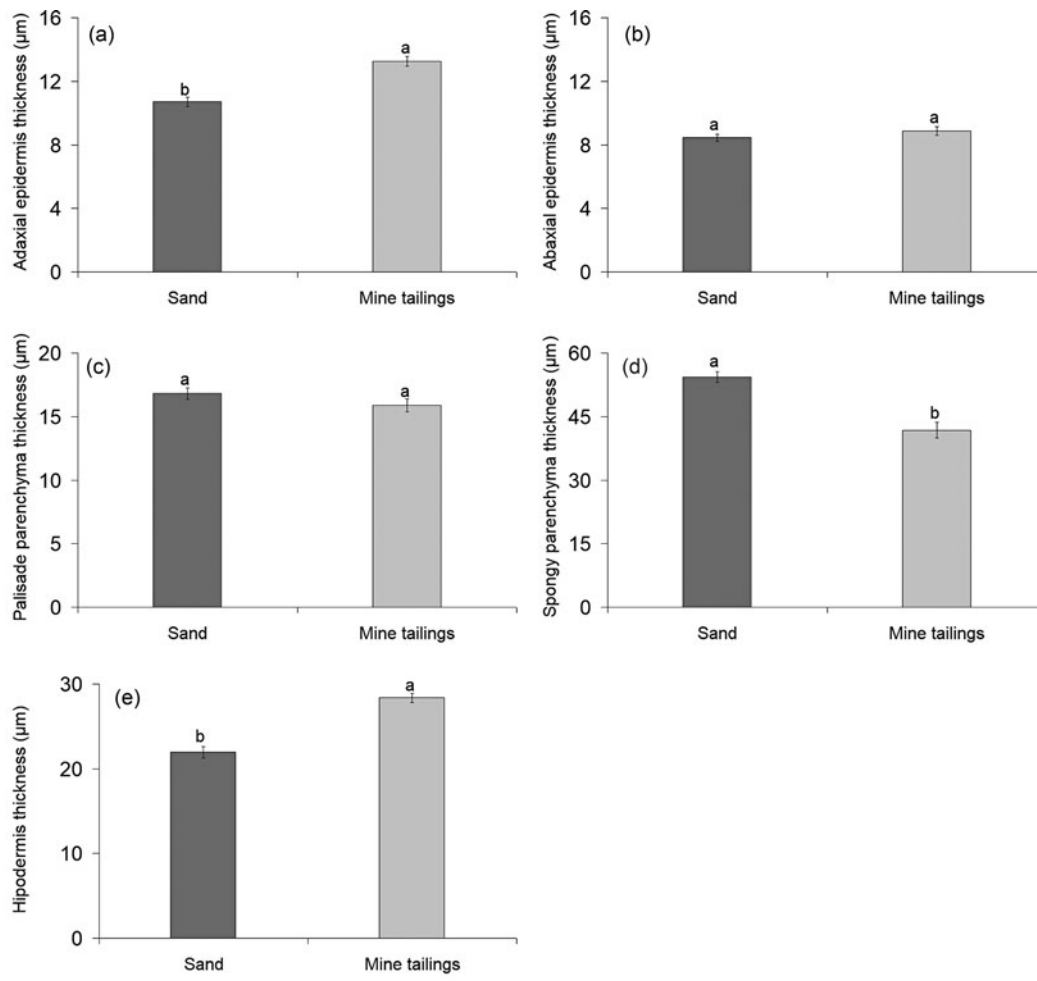 (a)
Adaxial epidermis thickness (µm)
16
12
8
4
0
b
a
Sand
Mine tailings
(b)
Abaxial epidermis thickness (µm)
16
12
8
4
0
a
a
Sand
Mine tailings
(c)
Palisade parenchyma thickness (µm)
20
15
10
5
0
a
a
Sand
Mine tailings
(d)
Spongy parenchyma thickness (µm)
60
45
30
15
0
a
b
Sand
Mine tailings
(e)
Hipodermis thickness (µm)
30
20
10
0
b
a
Sand
Mine tailings